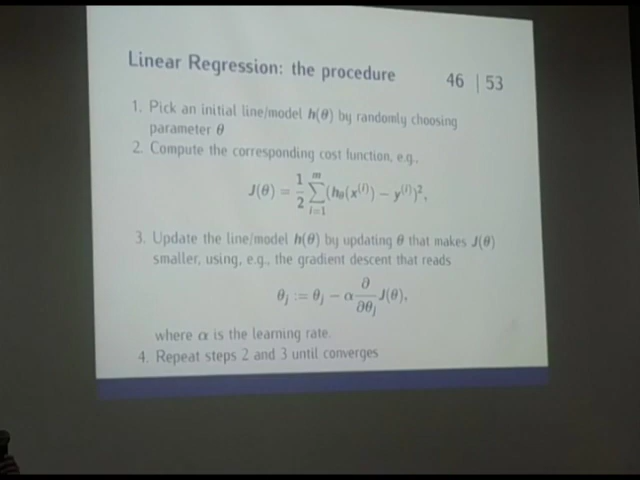 Linear Regression: the procedure
46 | 53
1. Pick an initial line/model h(θ) by randomly choosing
parameter θ
2. Compute the corresponding cost function, e.g.,
J(θ) = 1/2 ∑_{i=1}^{m} (h_θ(x^{(i)}) − y^{(i)})²,
3. Update the line/model h(θ) by updating θ that makes J(θ)
smaller, using, e.g., the gradient descent that reads
θ_j := θ_j − α ∂/∂θ_j J(θ),
where α is the learning rate.
4. Repeat steps 2 and 3 until converges